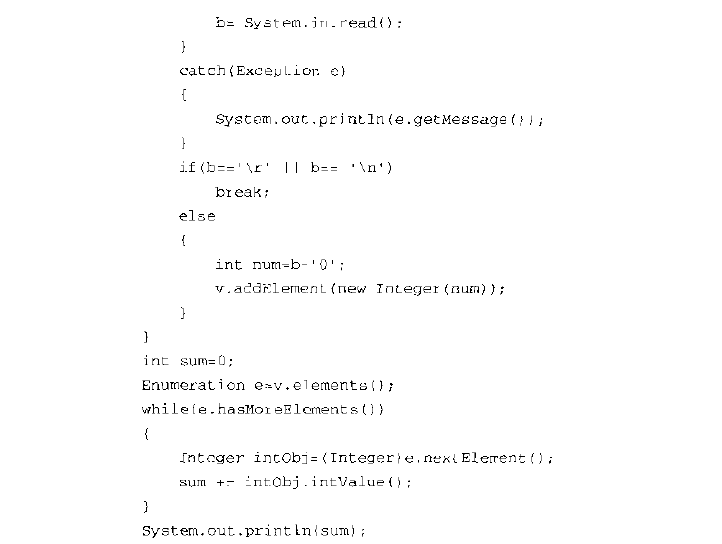 b= System.in.read();
}
catch(Exception e)
{
System.out.println(e.getMessage());
}
if(b=='\r' || b== '\n')
break;
else
{
int num=b-'0';
v.addElement(new Integer(num));
}
}
int sum=0;
Enumeration e=v.elements();
while(e.hasMoreElements())
{
Integer intObj=(Integer)e.nextElement();
sum += intObj.intValue();
}
System.out.println(sum);